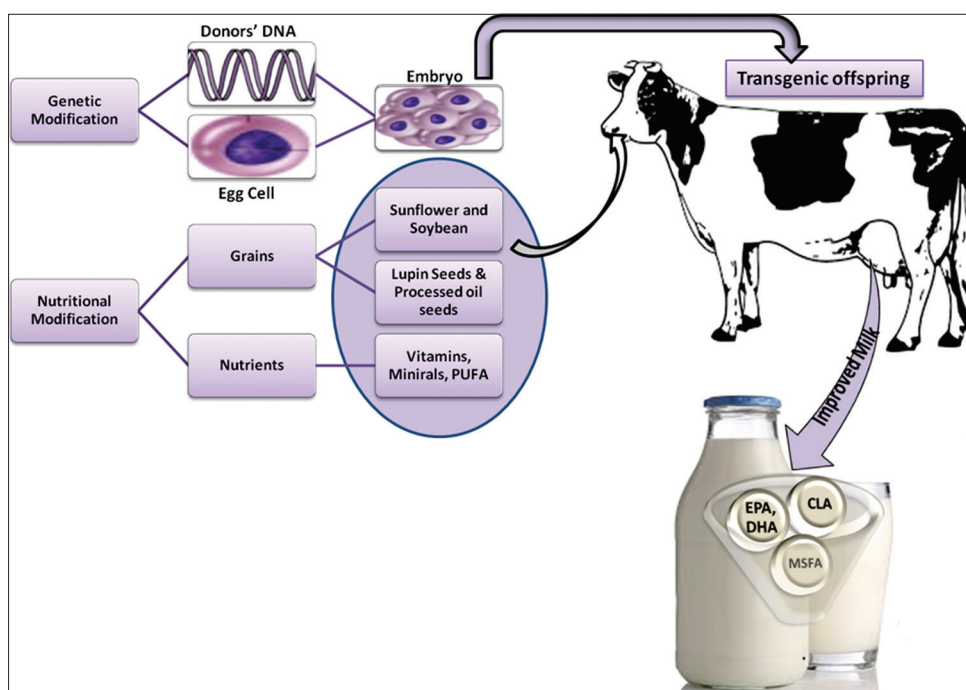 Donors' DNA
Genetic
Modification
Egg Cell
Embryo
Transgenic offspring
Nutritional
Modification
Grains
Nutrients
Sunflower and
Soybean
Lupin Seeds &
Processed oil
seeds
Vitamins,
Minirals, PUFA
Improved Milk
EPA,
DHA
CLA
MSFA